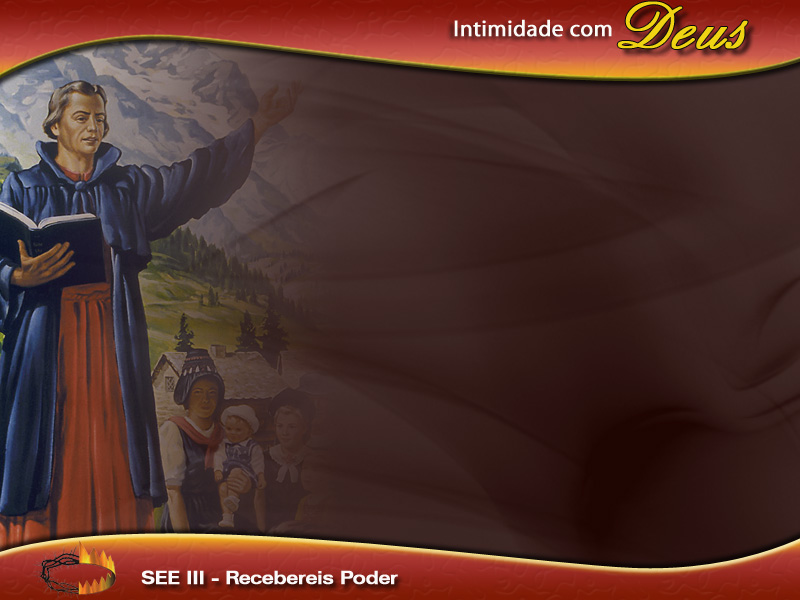 Intimidade com Deus
SEE III - Recebereis Poder